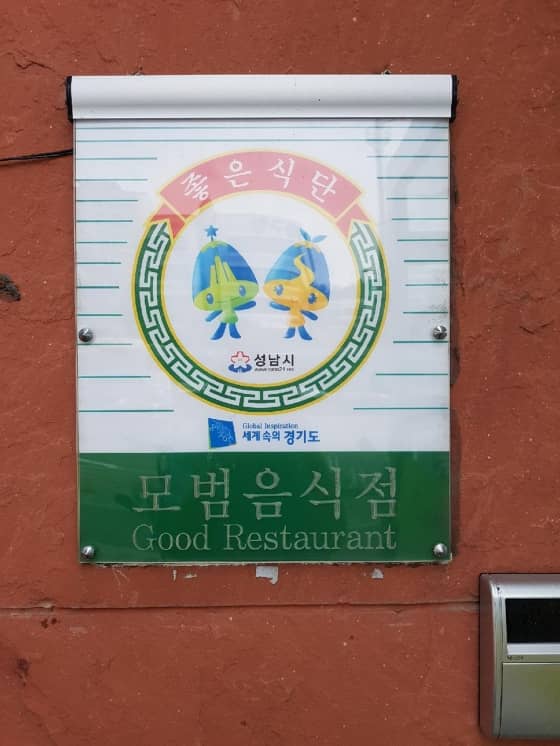 좋은식단
성남시
Global Inspiration
세계 속의 경기도
모범음식점
Good Restaurant